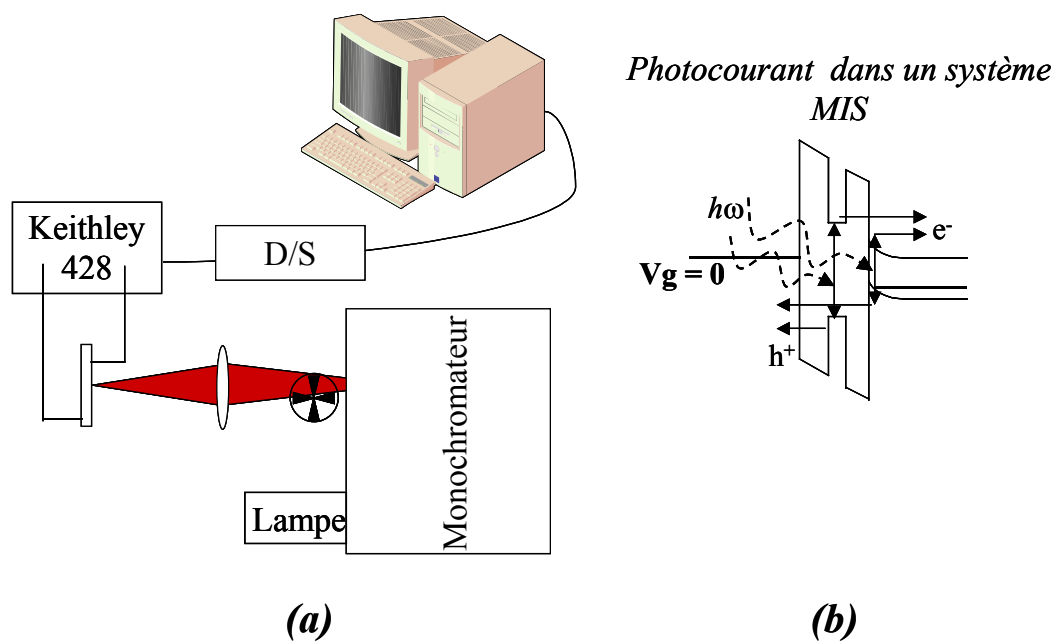 Keithley
428
D/S
Monochromateur
Lampe
(a)
Photocourant dans un système
MIS
hω
e-
Vg = 0
h+
(b)